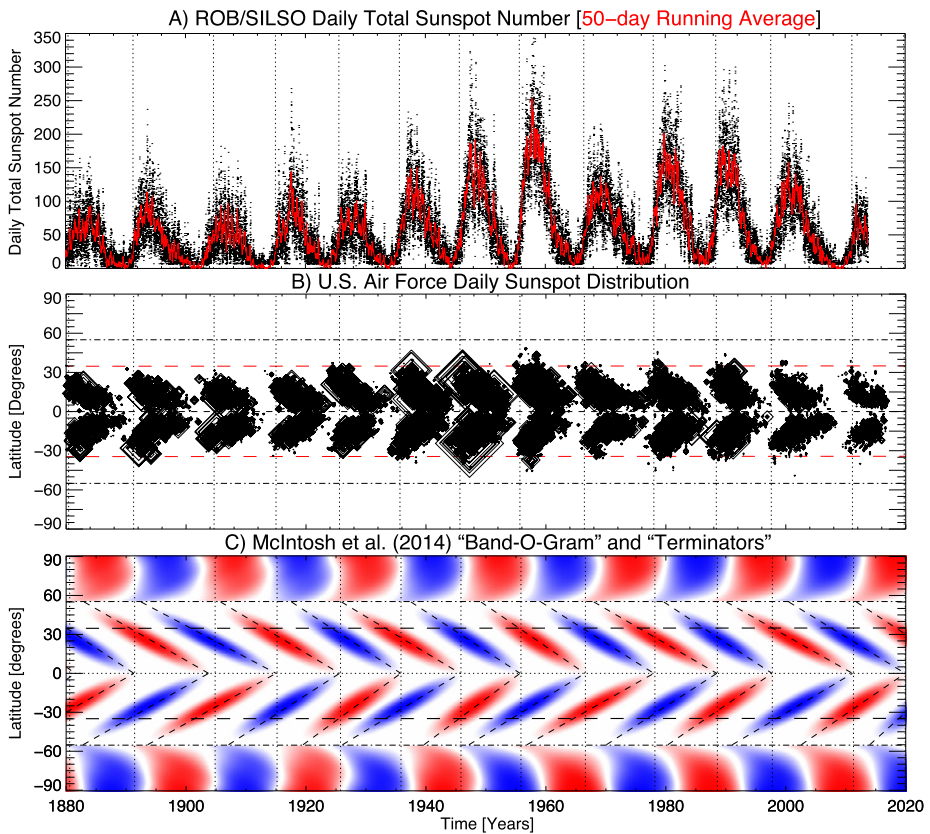 A) ROB/SILSO Daily Total Sunspot Number [50−day Running Average]
Daily Total Sunspot Number
350
300
250
200
150
100
50
0
B) U.S. Air Force Daily Sunspot Distribution
Latitude [Degrees]
90
60
30
0
−30
−60
−90
C) McIntosh et al. (2014) “Band−O−Gram” and “Terminators”
Latitude [degrees]
90
60
30
0
−30
−60
−90
1880 1900 1920 1940 1960 1980 2000 2020
Time [Years]